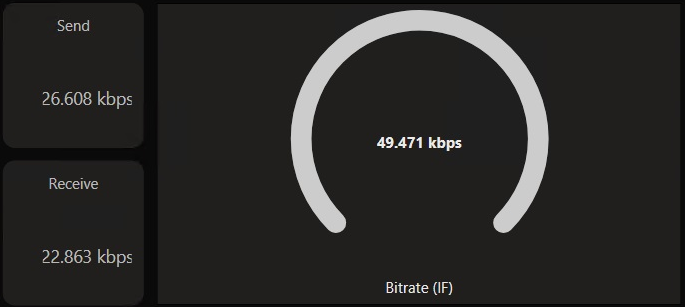 Send
26.608 kbps
Receive
22.863 kbps
49.471 kbps
Bitrate (IF)